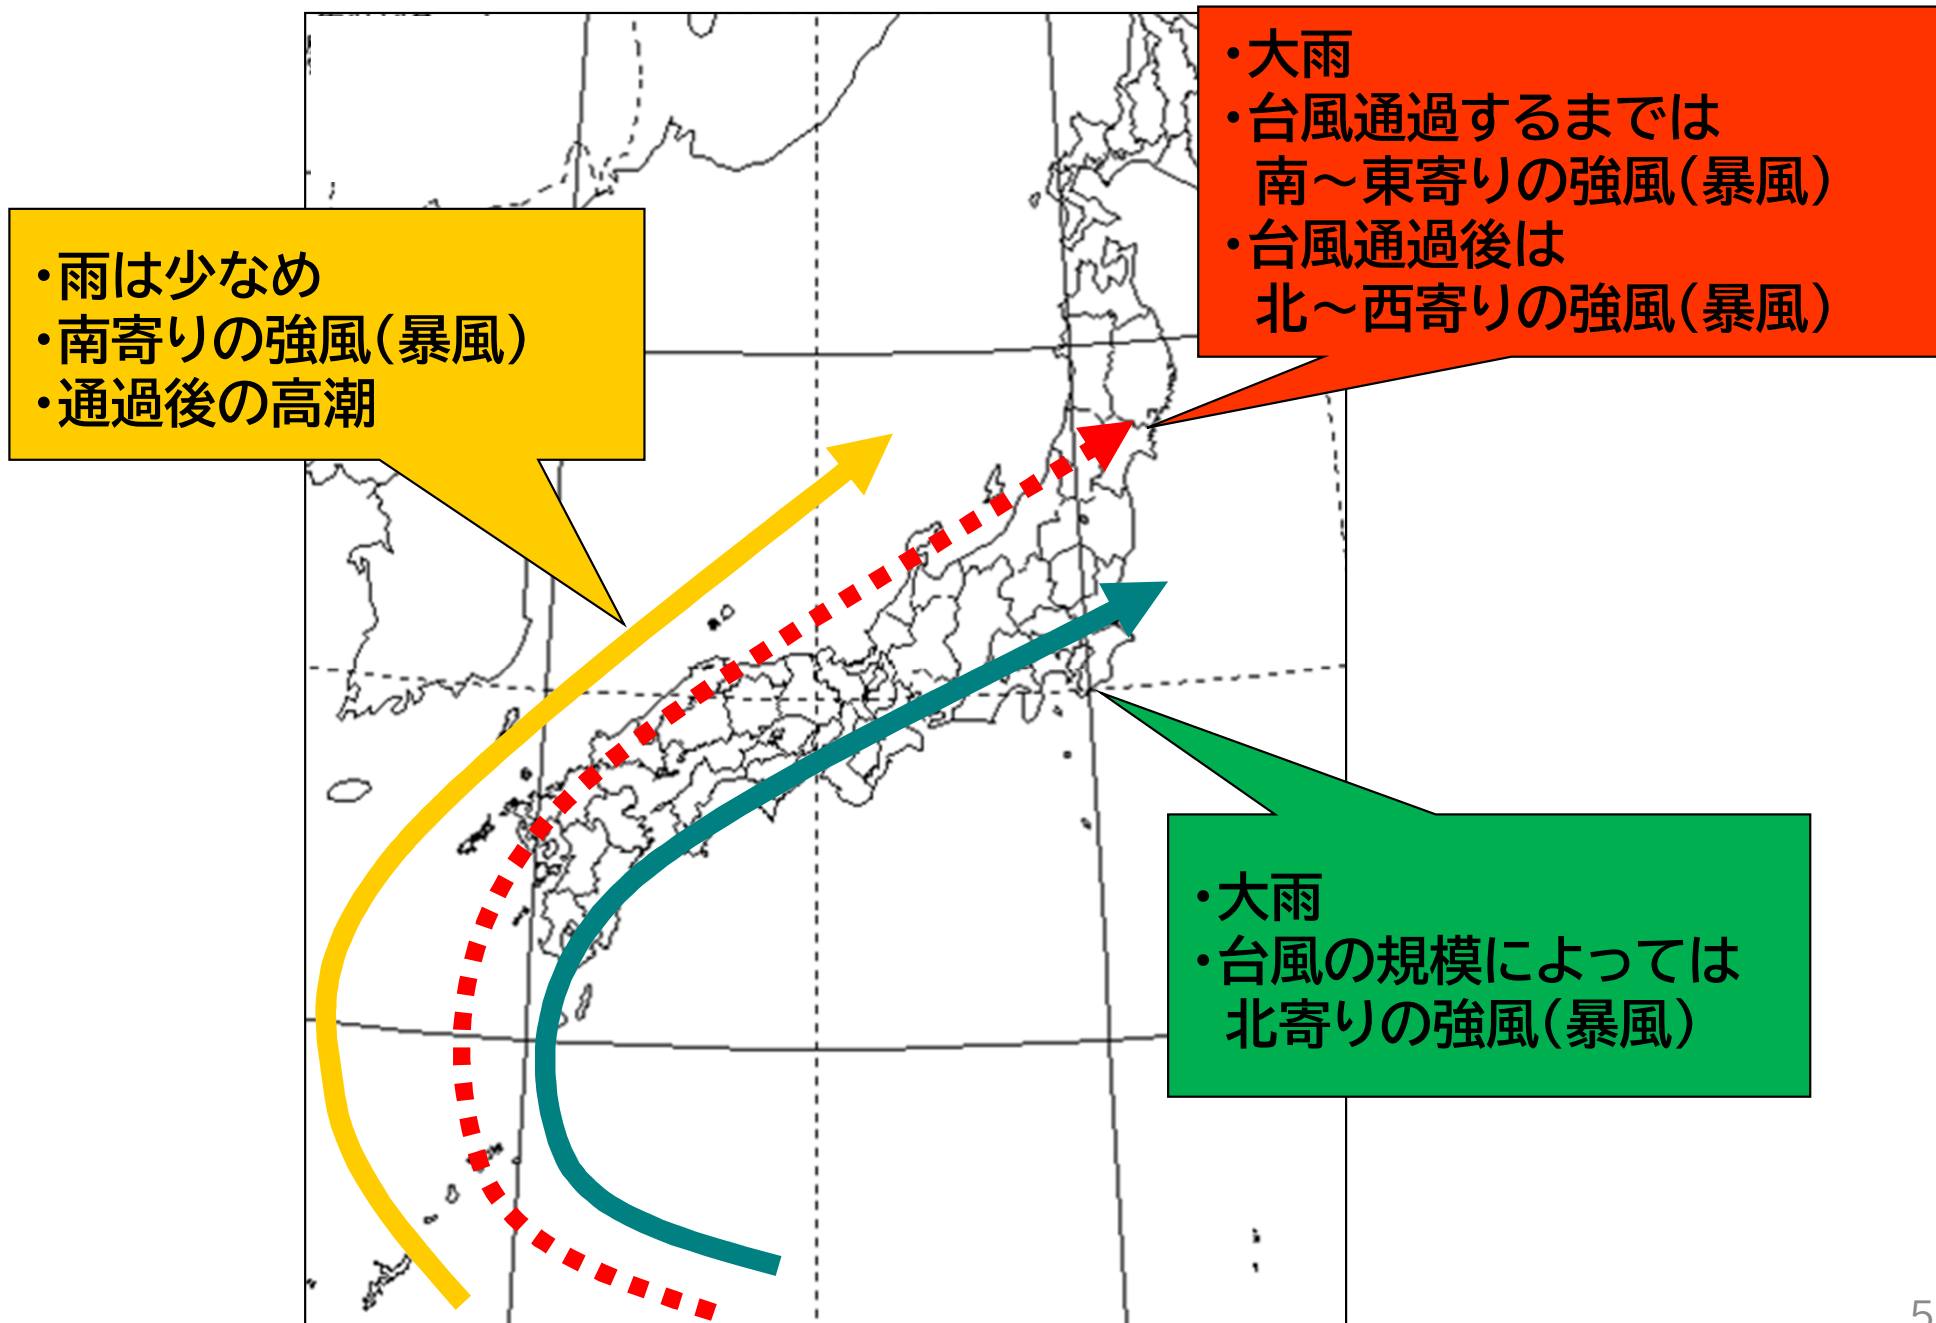 ・雨は少なめ
・南寄りの強風(暴風)
・通過後の高潮
・大雨
・台風通過するまでは
南～東寄りの強風(暴風)
・台風通過後は
北～西寄りの強風(暴風)
・大雨
・台風の規模によっては
北寄りの強風(暴風)
5